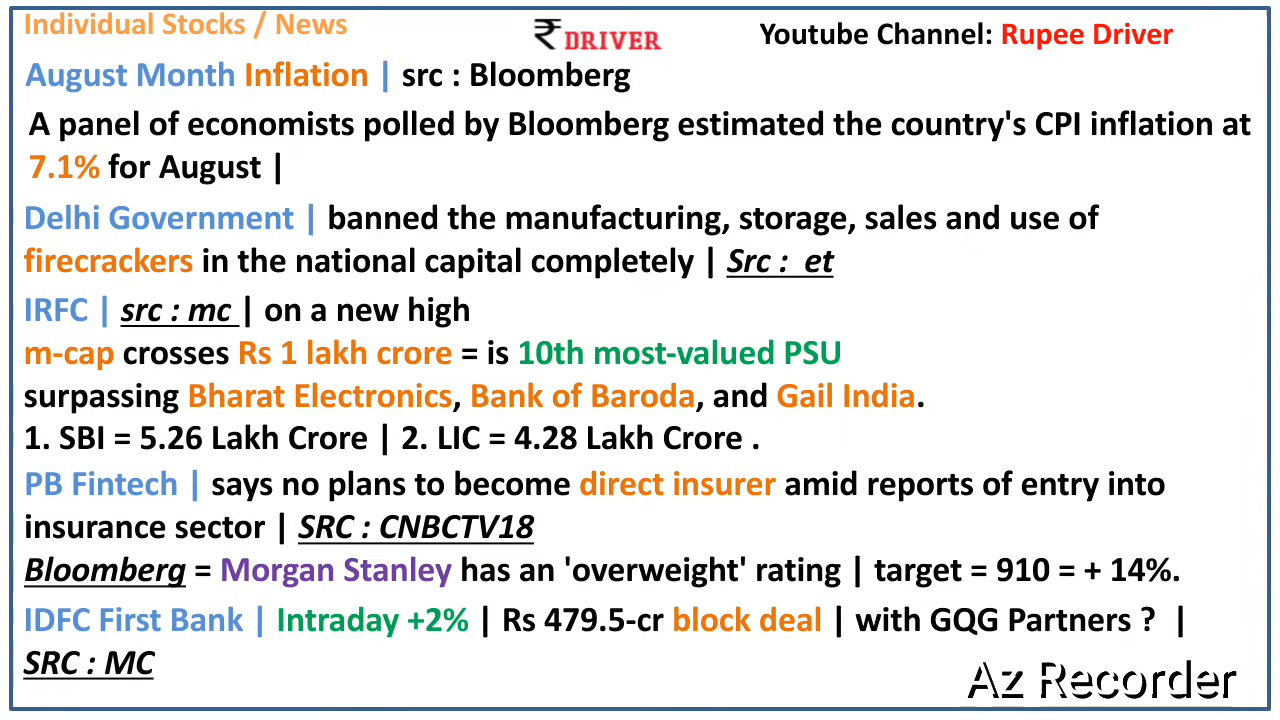 Individual Stocks / News
₹ DRIVER
Youtube Channel: Rupee Driver
August Month Inflation | src : Bloomberg
A panel of economists polled by Bloomberg estimated the country's CPI inflation at
7.1% for August |
Delhi Government | banned the manufacturing, storage, sales and use of
firecrackers in the national capital completely | Src :  et
IRFC | src : mc | on a new high
m-cap crosses Rs 1 lakh crore = is 10th most-valued PSU
surpassing Bharat Electronics, Bank of Baroda, and Gail India.
1. SBI = 5.26 Lakh Crore | 2. LIC = 4.28 Lakh Crore .
PB Fintech | says no plans to become direct insurer amid reports of entry into
insurance sector | SRC : CNBCTV18
Bloomberg = Morgan Stanley has an 'overweight' rating | target = 910 = + 14%.
IDFC First Bank | Intraday +2% | Rs 479.5-cr block deal | with GQG Partners ?  |
SRC : MC
Az Recorder